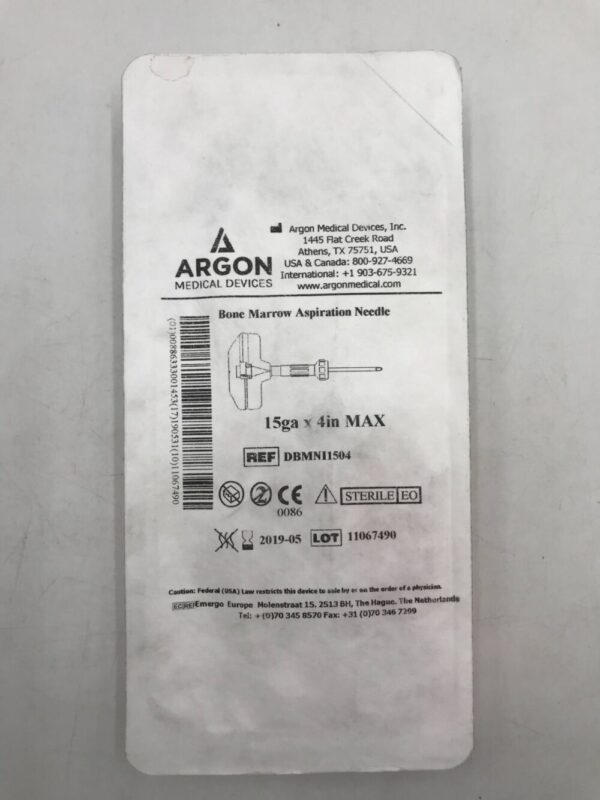 Argon Medical Devices, Inc.
1445 Flat Creek Road
Athens, TX 75751, USA
USA & Canada: 800-927-4669
International: +1 903-675-9321
www.argonmedical.com
ARGON
MEDICAL DEVICES
Bone Marrow Aspiration Needle
(01)00886333001453(17)190531(10)11067490
15ga x 4in MAX
REF DBMNI1504
2 CE STERILE EO
0086
2019-05 LOT 11067490
Caution: Federal (USA) Law restricts this device to sale by or on the order of a physician.
EC REP Emergo Europe Molenstraat 15, 2513 BH, The Hague. The Netherlands
Tel: + (0)70 345 8570 Fax: +31 (0)70 346 7299